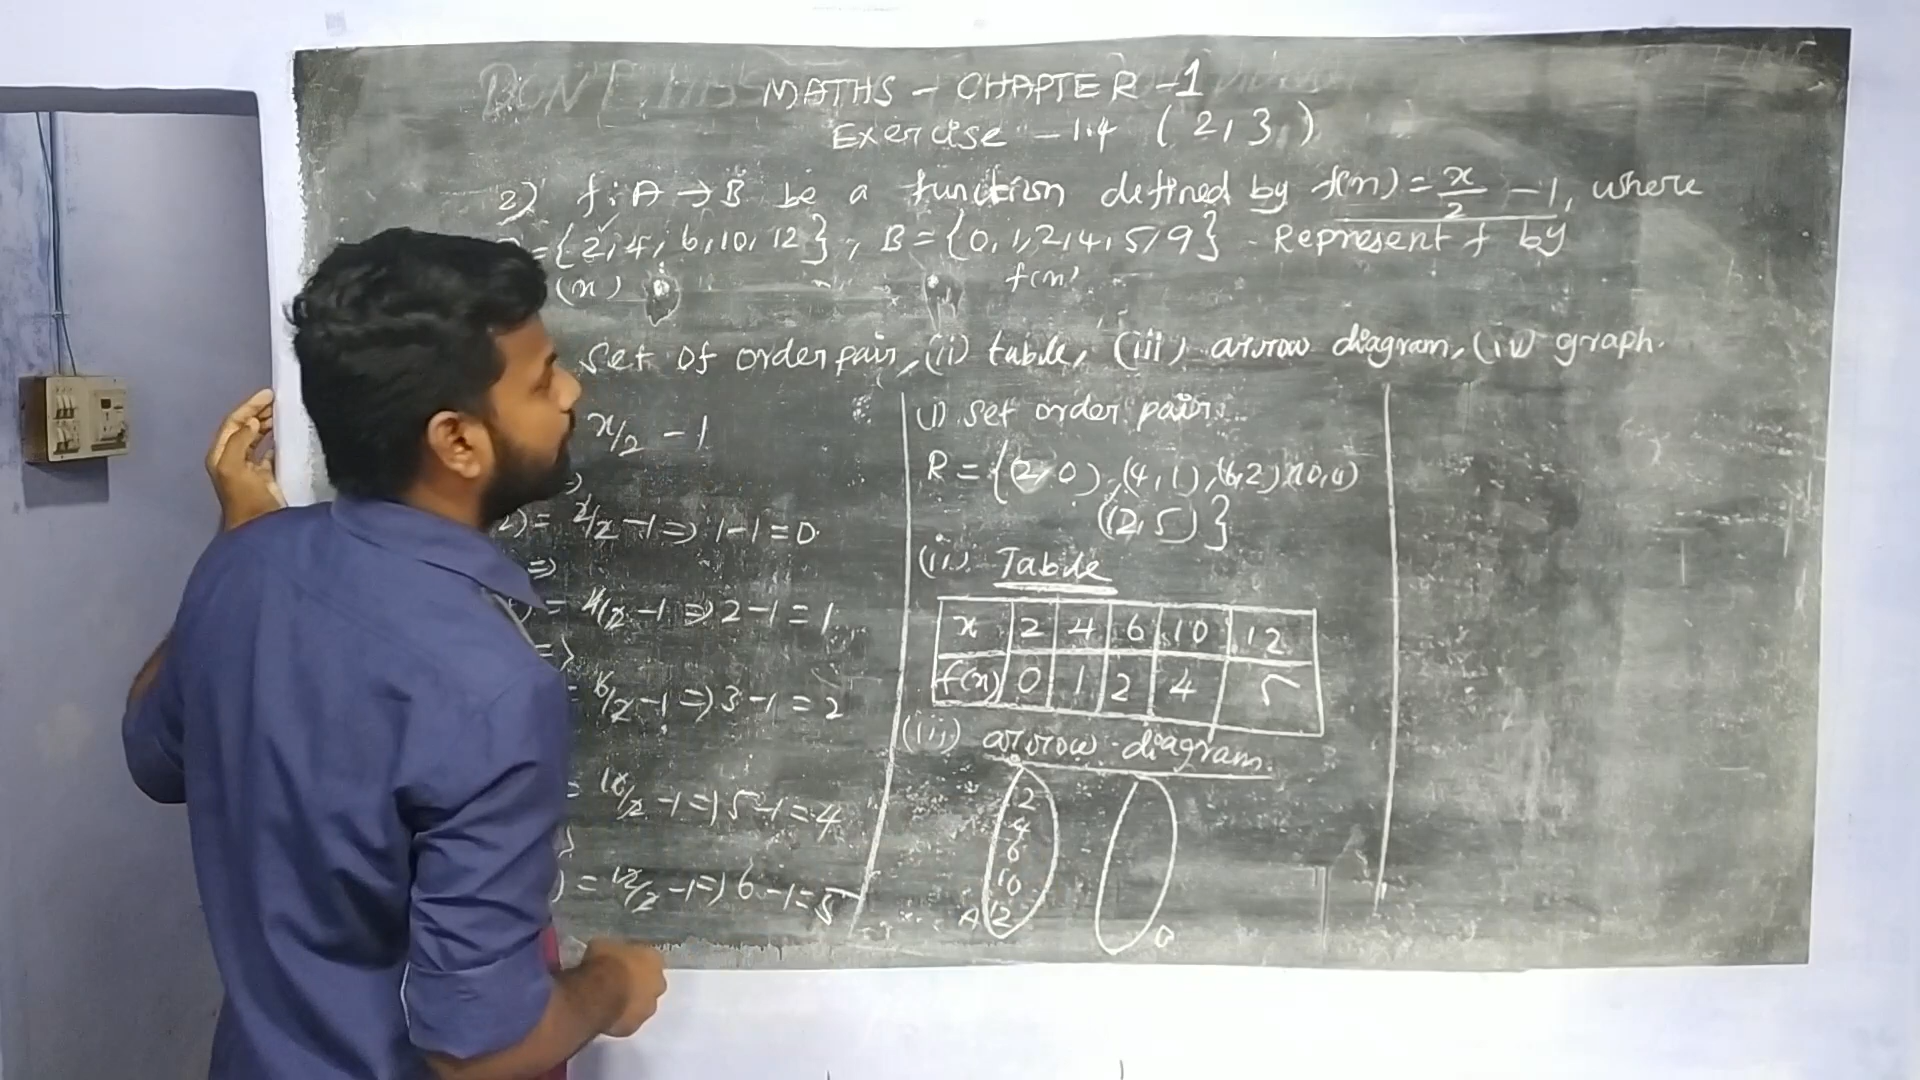 MATHS - CHAPTER -1
Exercise - 1.4 ( 2, 3 )
2) f: A → B be a function defined by f(x) = x/2 - 1, where
= {2, 4, 6, 10, 12}, B = {0, 1, 2, 4, 5, 9} . Represent f by
(x) f(x)
Set of order pair, (ii) table, (iii) arrow diagram, (iv) graph.
x/2 - 1
2) = 2/2 - 1 => 1 - 1 = 0
=>
= 4/2 - 1 => 2 - 1 = 1
=>
= 6/2 - 1 => 3 - 1 = 2
= 10/2 - 1 => 5 - 1 = 4
) = 12/2 - 1 => 6 - 1 = 5
(i) Set order pair
R = {(2, 0), (4, 1), (6, 2) (10, 4)
(12, 5) }
(ii) Table
x 2 4 6 10 12
f(x) 0 1 2 4 5
(iii) arrow diagram.
2
4
6
10
A 12